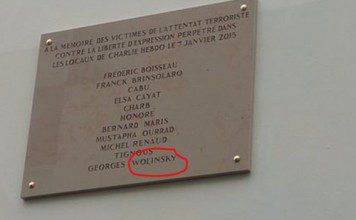 A LA MEMOIRE DES VICTIMES DE L'ATTENTAT TERRORISTE
CONTRE LA LIBERTE D'EXPRESSION PERPETRE DANS
LES LOCAUX DE CHARLIE HEBDO LE 7 JANVIER 2015
FREDERIC BOISSEAU
FRANCK BRINSOLARO
CABU
ELSA CAYAT
CHARB
HONORE
BERNARD MARIS
MUSTAPHA OURRAD
MICHEL RENAUD
TIGNOUS
GEORGES WOLINSKY